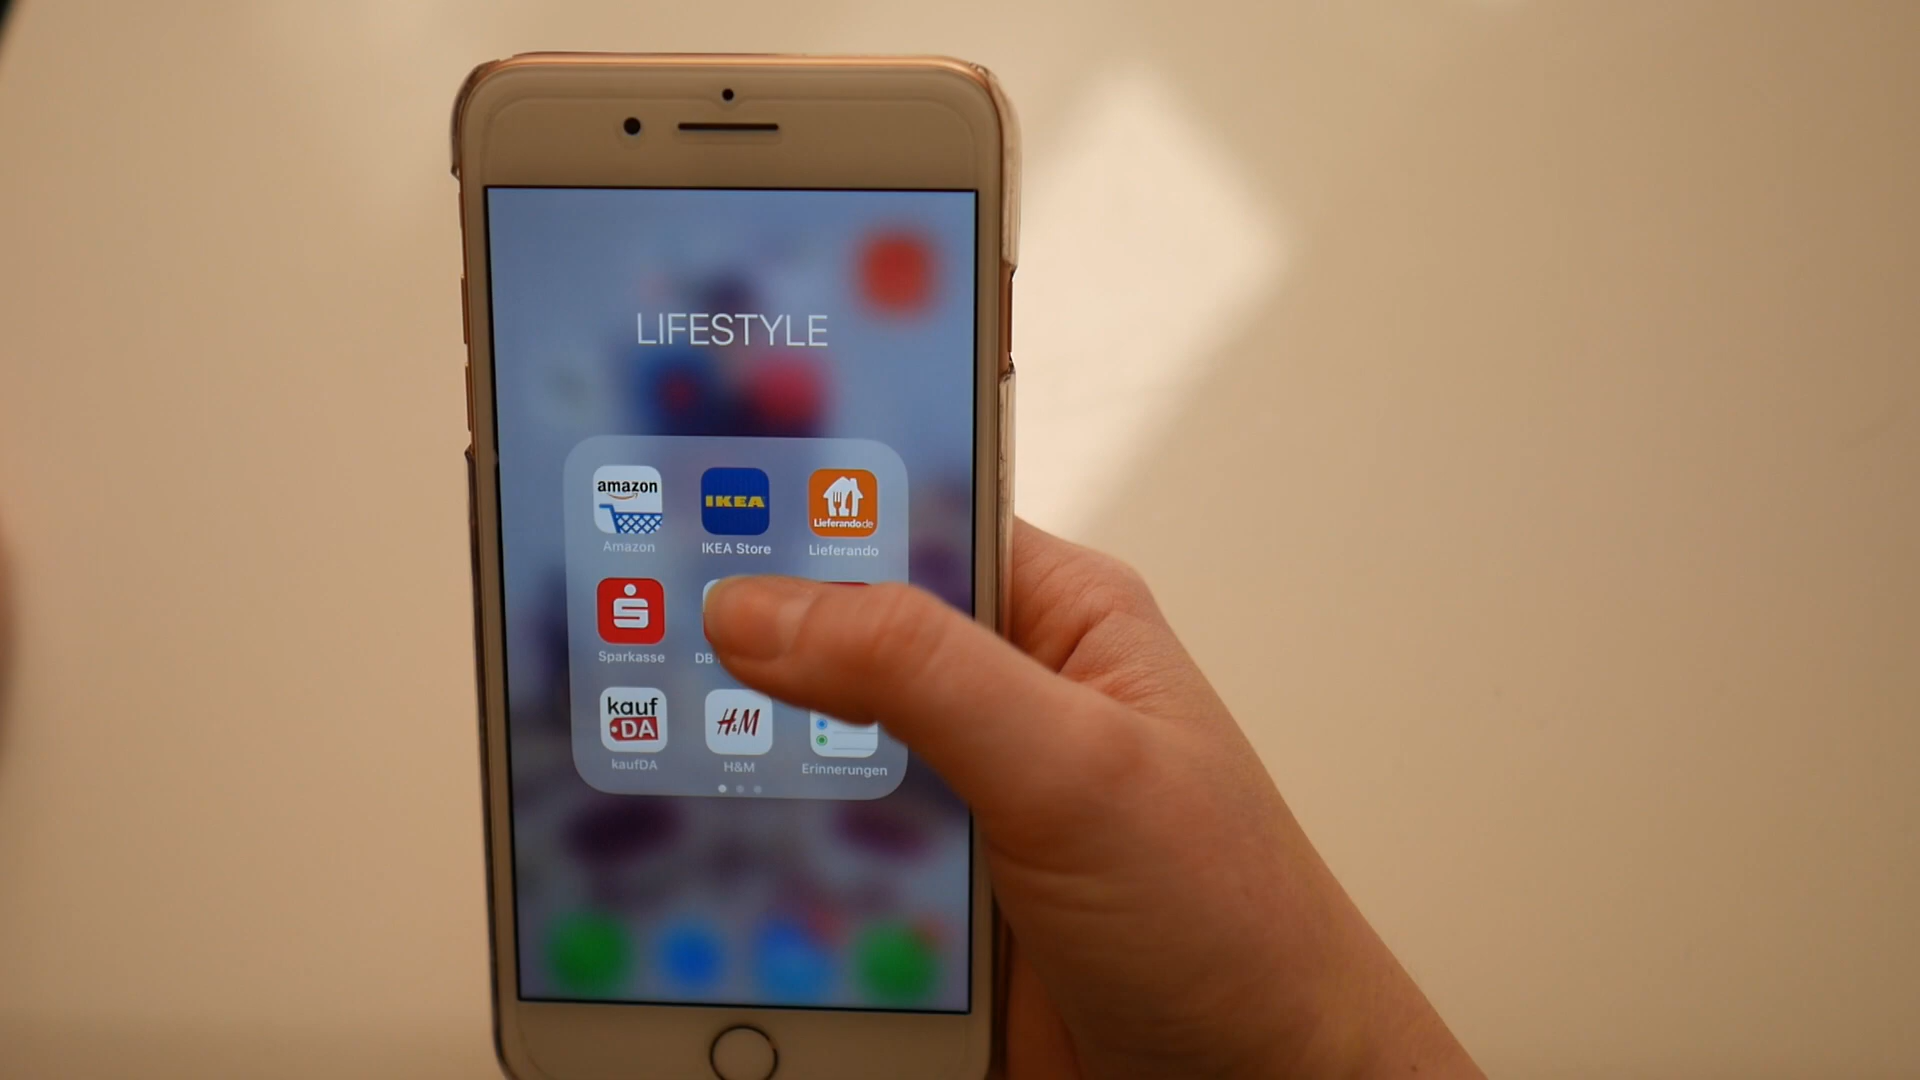 LIFESTYLE
amazon
IKEA
Lieferando.de
Amazon
IKEA Store
Lieferando
S
Sparkasse
DB
kauf
DA
H&M
kaufDA
H&M
Erinnerungen